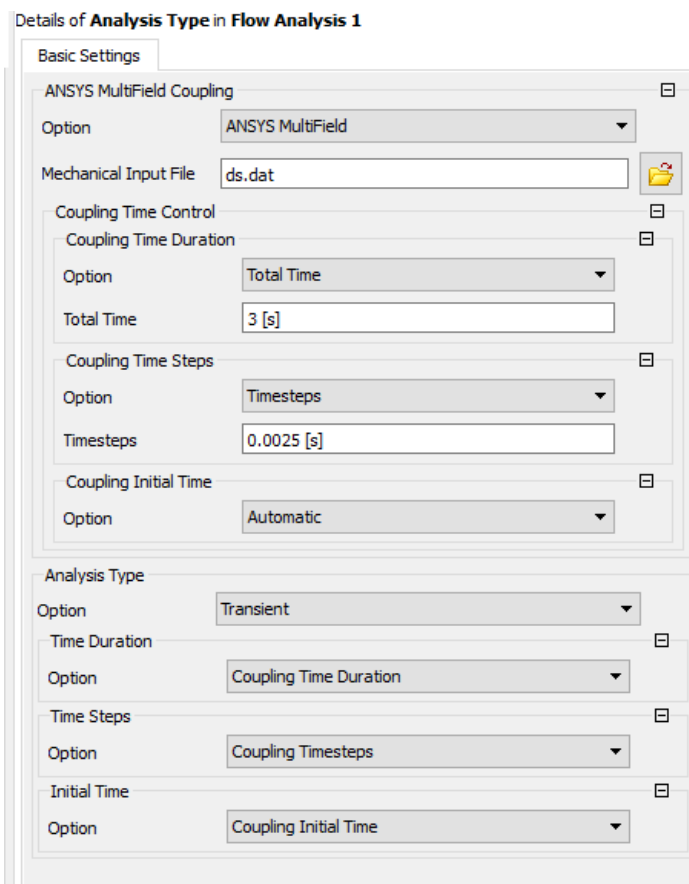 Details of Analysis Type in Flow Analysis 1
Basic Settings
ANSYS MultiField Coupling
Option ANSYS MultiField
Mechanical Input File ds.dat
Coupling Time Control
Coupling Time Duration
Option Total Time
Total Time 3 [s]
Coupling Time Steps
Option Timesteps
Timesteps 0.0025 [s]
Coupling Initial Time
Option Automatic
Analysis Type
Option Transient
Time Duration
Option Coupling Time Duration
Time Steps
Option Coupling Timesteps
Initial Time
Option Coupling Initial Time